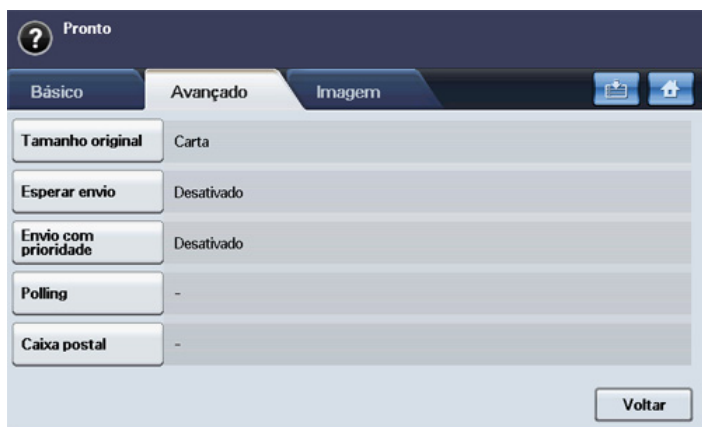 Pronto
Básico
Avançado
Imagem
Tamanho original
Carta
Esperar envio
Desativado
Envio com
prioridade
Desativado
Polling
-
Caixa postal
-
Voltar